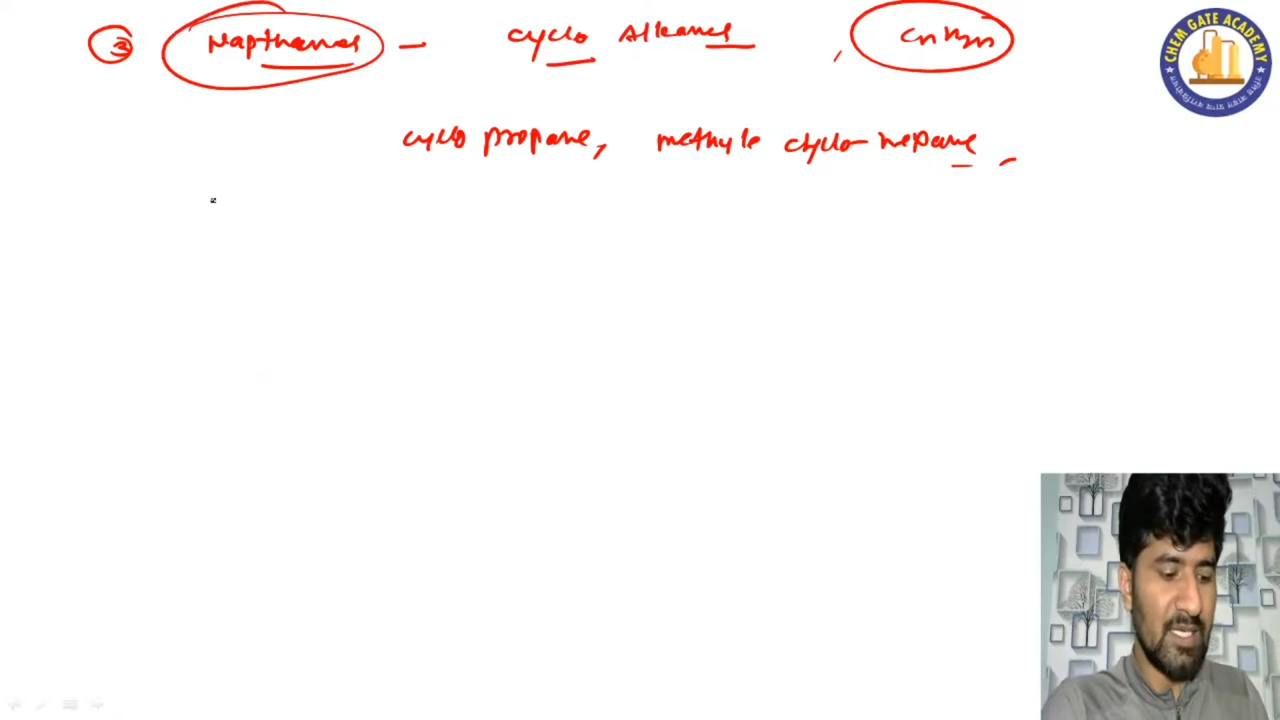 ③ Napthenes – cyclo Alkanes , CnH2n
cyclo propane, methyle cyclo-hexane,
CHEM GATE ACADEMY